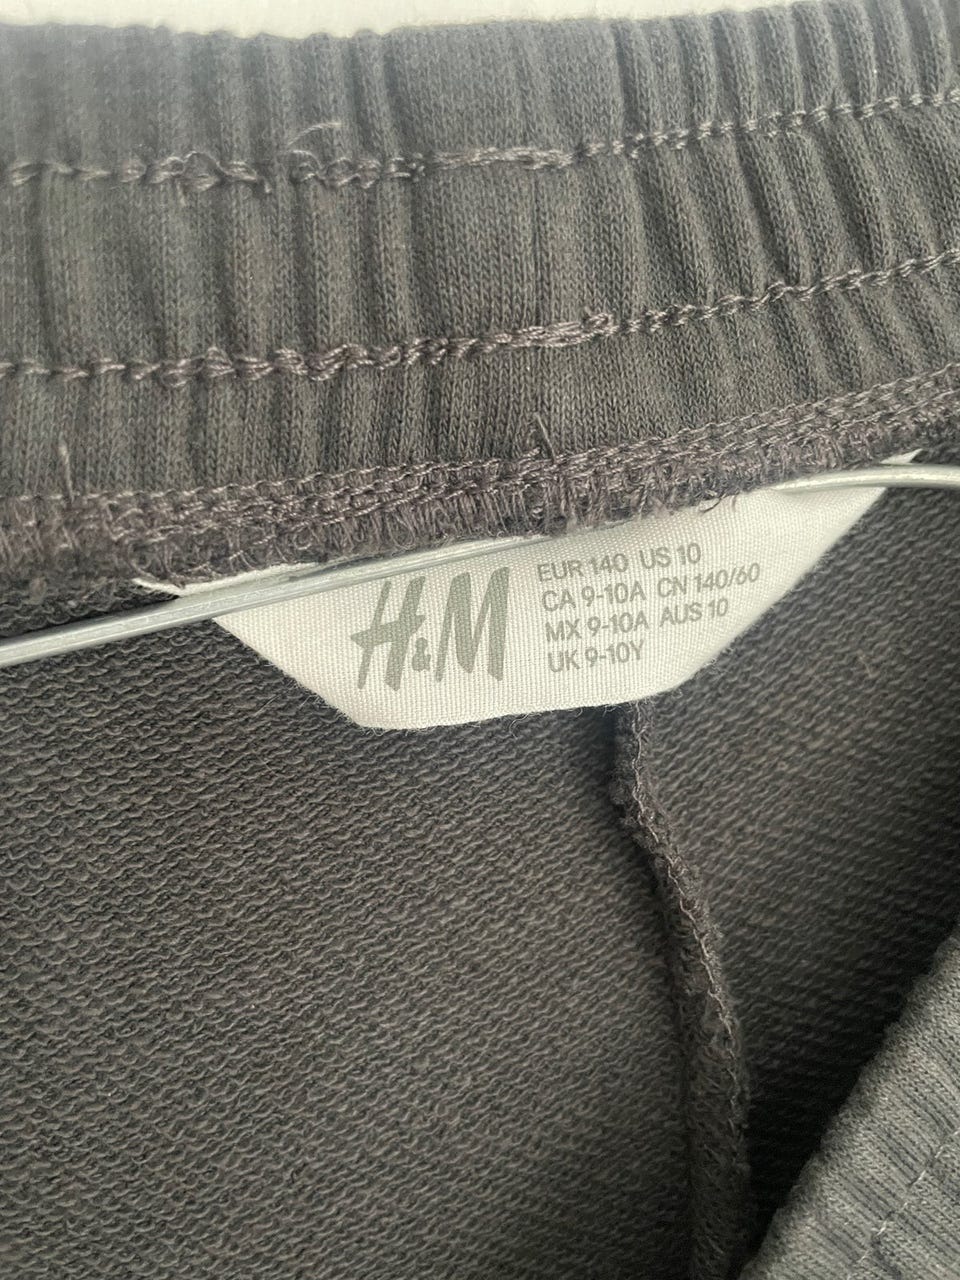 H&M
EUR 140 US 10
CA 9-10A CN 140/60
MX 9-10A AUS 10
UK 9-10Y